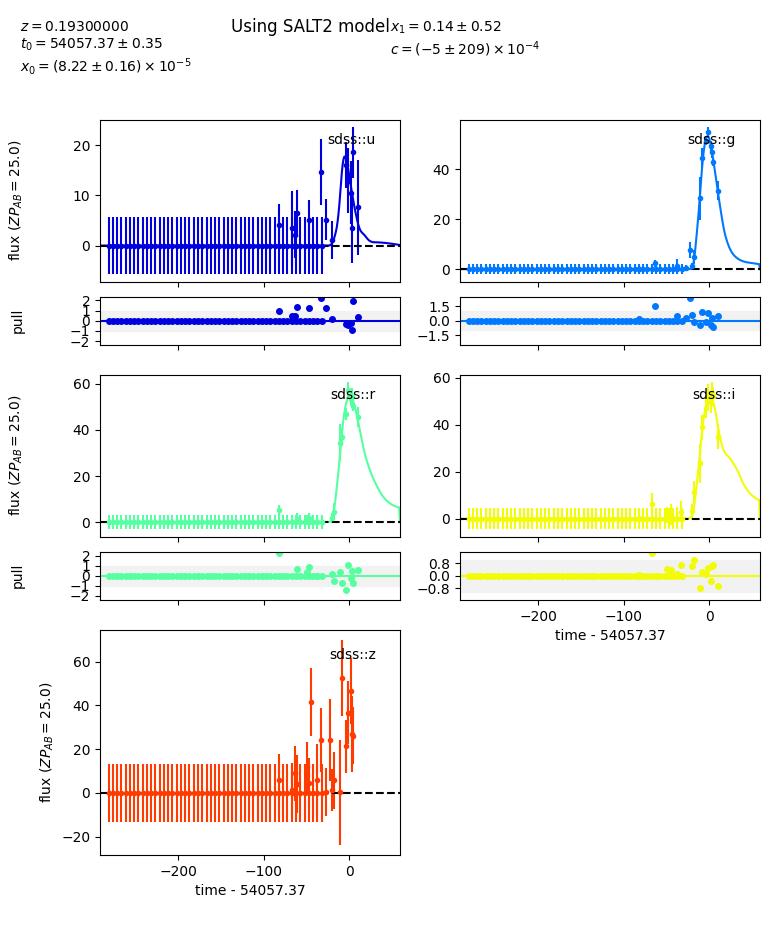 Using SALT2 model
z = 0.19300000
t₀ = 54057.37 ± 0.35
x₀ = (8.22 ± 0.16) × 10⁻⁵
x₁ = 0.14 ± 0.52
c = (−5 ± 209) × 10⁻⁴
sdss::u
flux (ZP_AB = 25.0)
20
10
0
sdss::g
40
20
0
pull
2
1
0
−1
−2
1.5
0.0
−1.5
sdss::r
flux (ZP_AB = 25.0)
60
40
20
0
sdss::i
60
40
20
0
pull
2
1
0
−1
−2
0.8
0.0
−0.8
−200 −100 0
time - 54057.37
sdss::z
flux (ZP_AB = 25.0)
60
40
20
0
−20
−200 −100 0
time - 54057.37